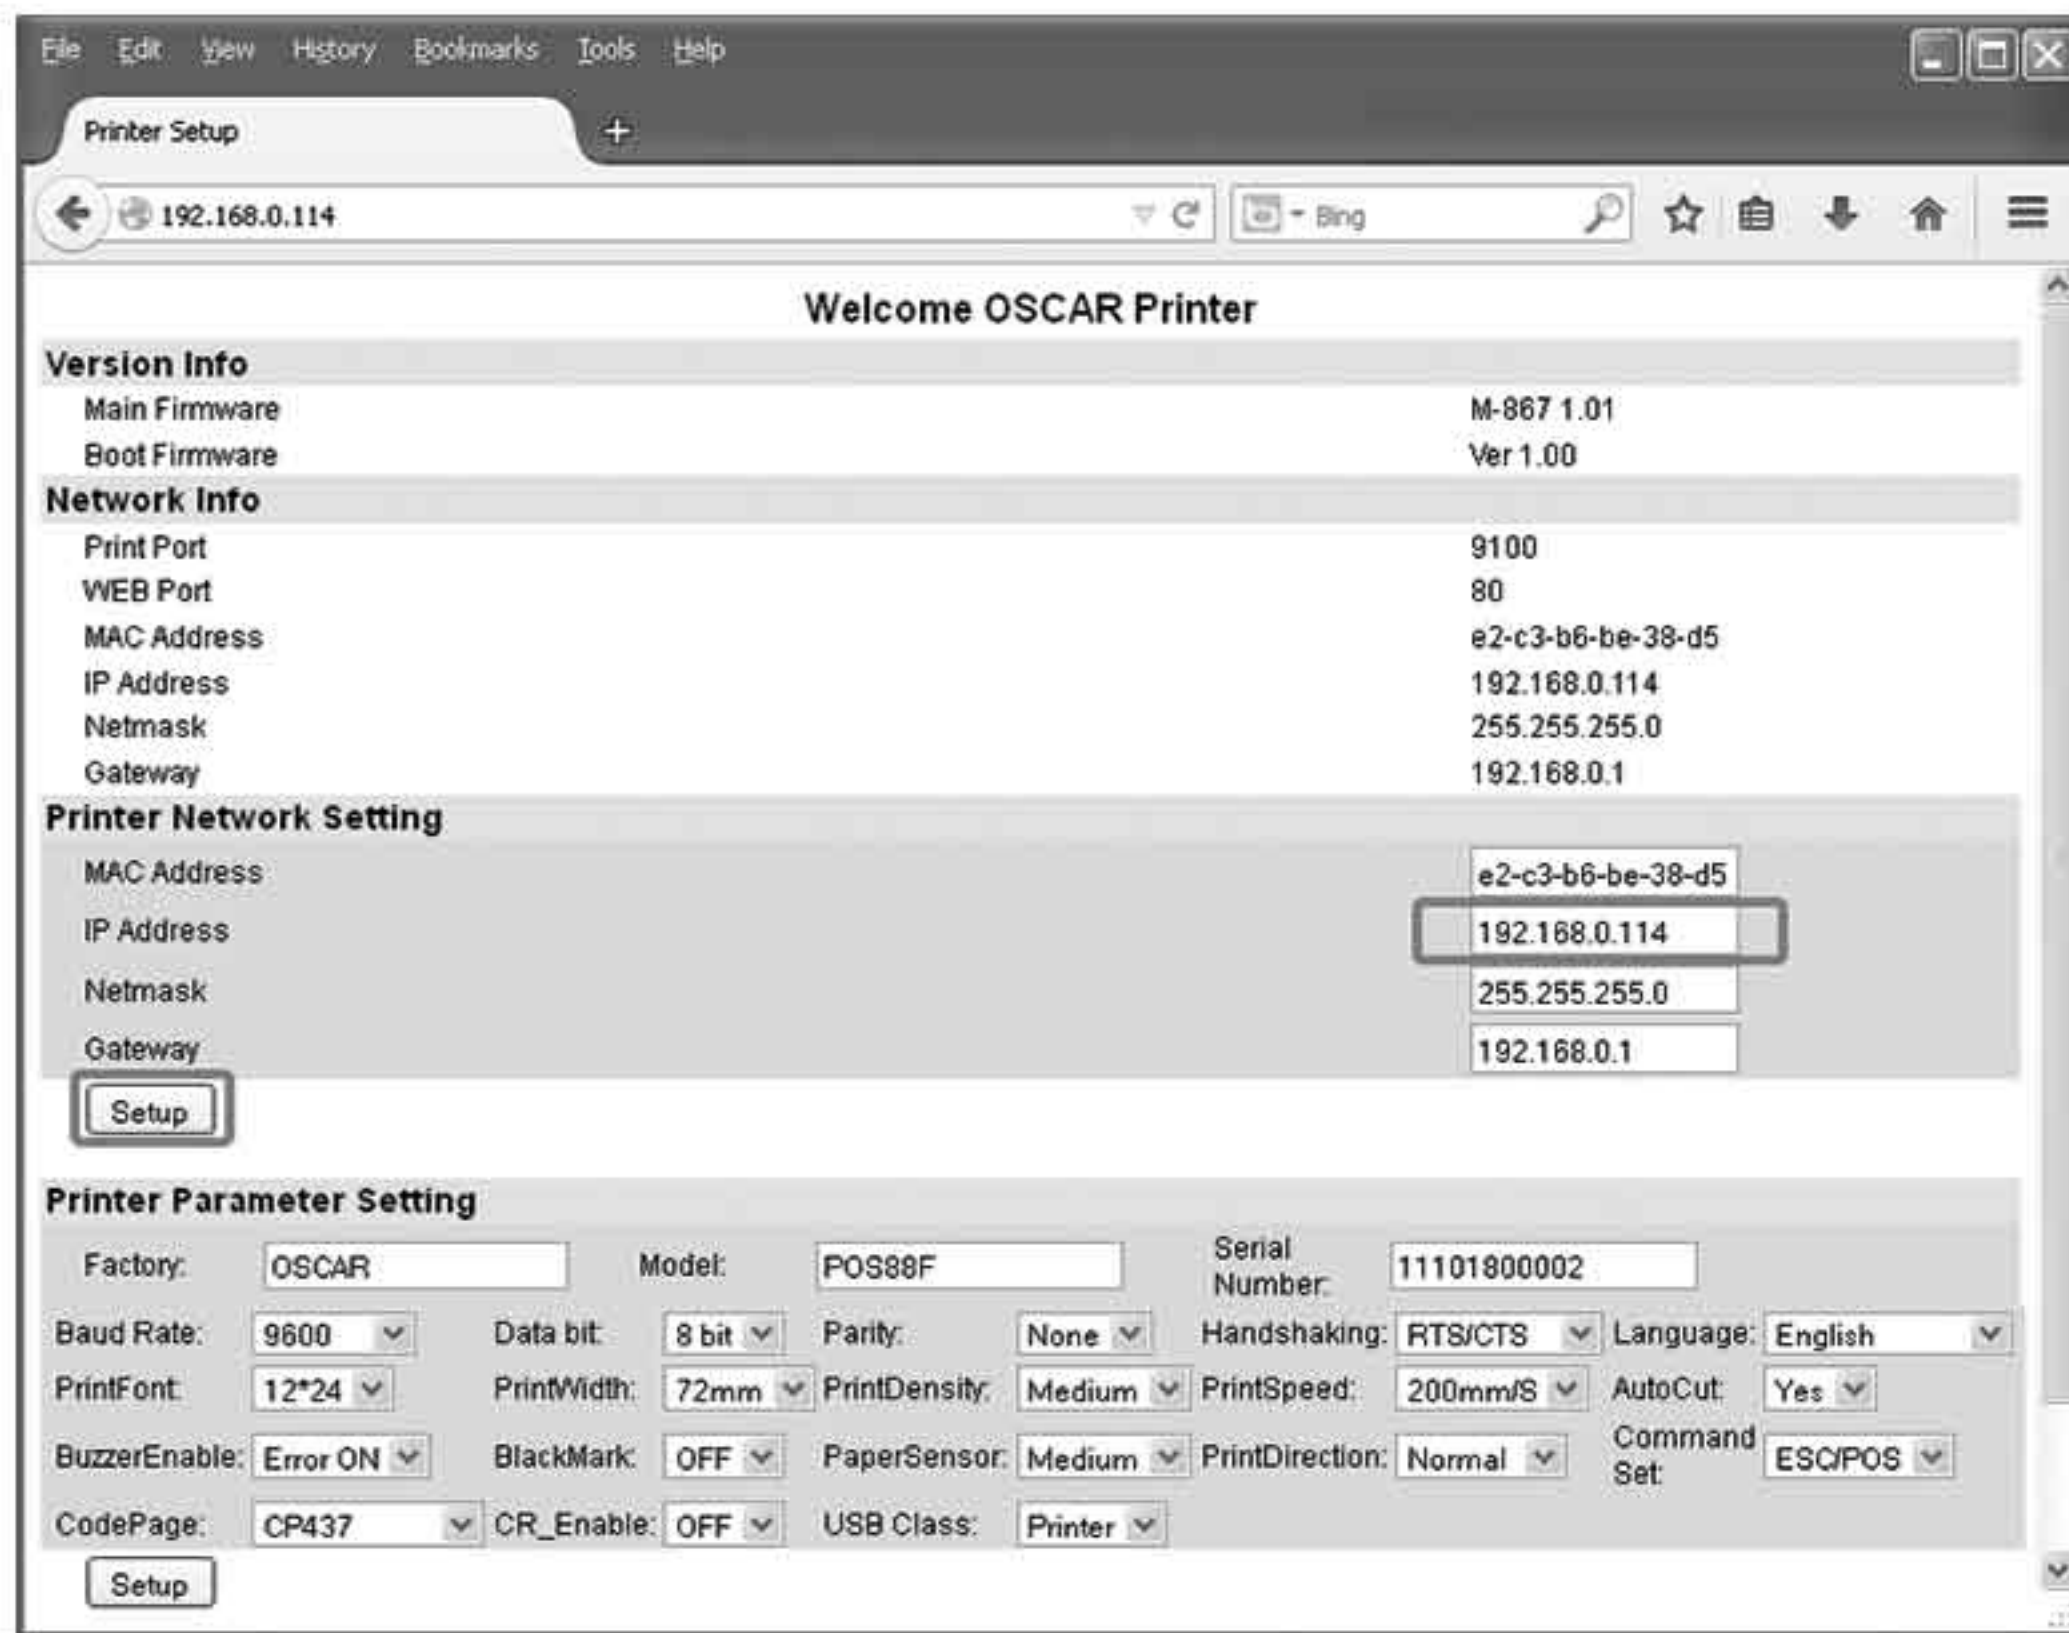 File Edit View History Bookmarks Tools Help
Printer Setup
192.168.0.114 Bing
Welcome OSCAR Printer
Version Info
Main Firmware M-867 1.01
Boot Firmware Ver 1.00
Network Info
Print Port 9100
WEB Port 80
MAC Address e2-c3-b6-be-38-d5
IP Address 192.168.0.114
Netmask 255.255.255.0
Gateway 192.168.0.1
Printer Network Setting
MAC Address e2-c3-b6-be-38-d5
IP Address 192.168.0.114
Netmask 255.255.255.0
Gateway 192.168.0.1
Setup
Printer Parameter Setting
Factory: OSCAR Model: POS88F Serial Number: 11101800002
Baud Rate: 9600 Data bit: 8 bit Parity: None Handshaking: RTS/CTS Language: English
PrintFont: 12*24 PrintWidth: 72mm PrintDensity: Medium PrintSpeed: 200mm/S AutoCut: Yes
BuzzerEnable: Error ON BlackMark: OFF PaperSensor: Medium PrintDirection: Normal Command Set: ESC/POS
CodePage: CP437 CR_Enable: OFF USB Class: Printer
Setup